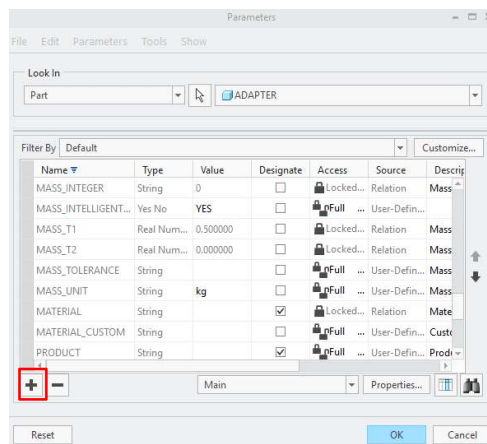 Parameters
File Edit Parameters Tools Show
Look In
Part ADAPTER
Filter By Default Customize...
Name Type Value Designate Access Source Descrip
MASS_INTEGER String 0 Locked... Relation Mass
MASS_INTELLIGENT... Yes No YES Full ... User-Defin...
MASS_T1 Real Num... 0.500000 Locked... Relation Mass
MASS_T2 Real Num... 0.000000 Locked... Relation Mass
MASS_TOLERANCE String Full ... User-Defin... Mass
MASS_UNIT String kg Full ... User-Defin... Mass
MATERIAL String Locked... Relation Mate
MATERIAL_CUSTOM String Full ... User-Defin... Custo
PRODUCT String Full ... User-Defin... Prod
Main Properties...
Reset OK Cancel